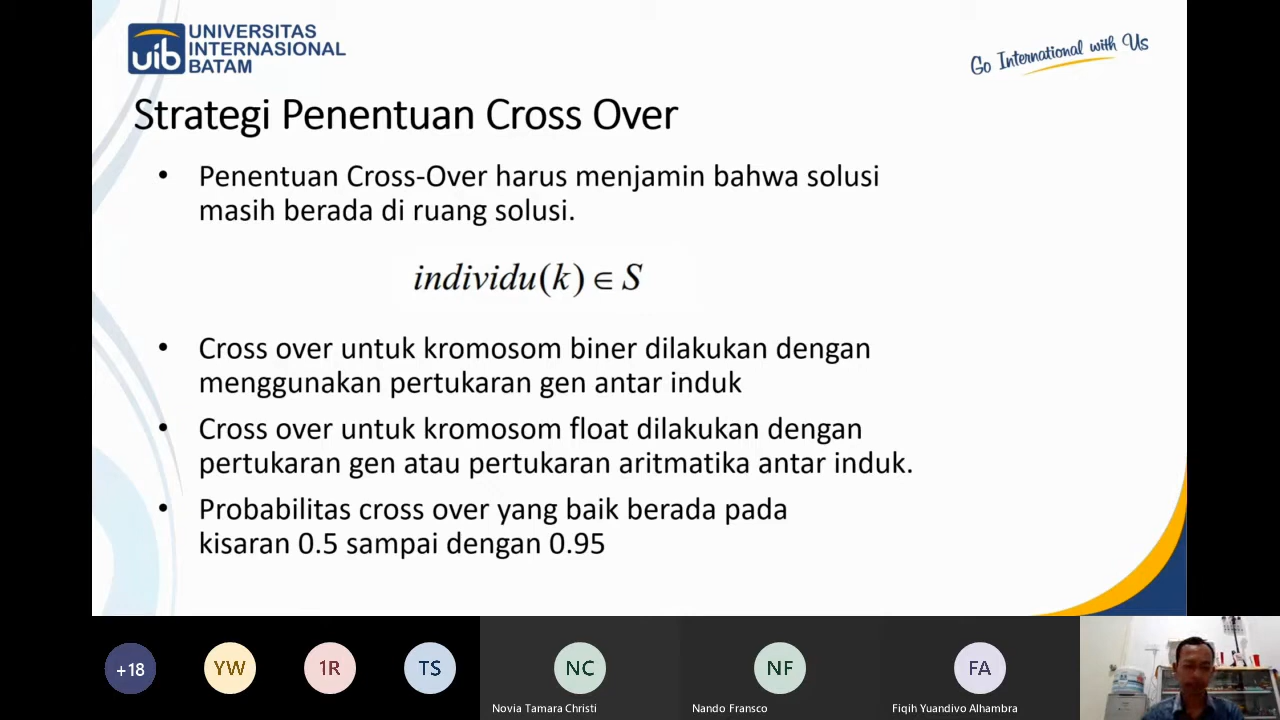 uib
UNIVERSITAS
INTERNASIONAL
BATAM
Go International with Us
Strategi Penentuan Cross Over
• Penentuan Cross-Over harus menjamin bahwa solusi
masih berada di ruang solusi.
individu(k) ∈ S
• Cross over untuk kromosom biner dilakukan dengan
menggunakan pertukaran gen antar induk
• Cross over untuk kromosom float dilakukan dengan
pertukaran gen atau pertukaran aritmatika antar induk.
• Probabilitas cross over yang baik berada pada
kisaran 0.5 sampai dengan 0.95
+18
YW
1R
TS
NC
NF
FA
Novia Tamara Christi
Nando Fransco
Fiqih Yuandivo Alhambra